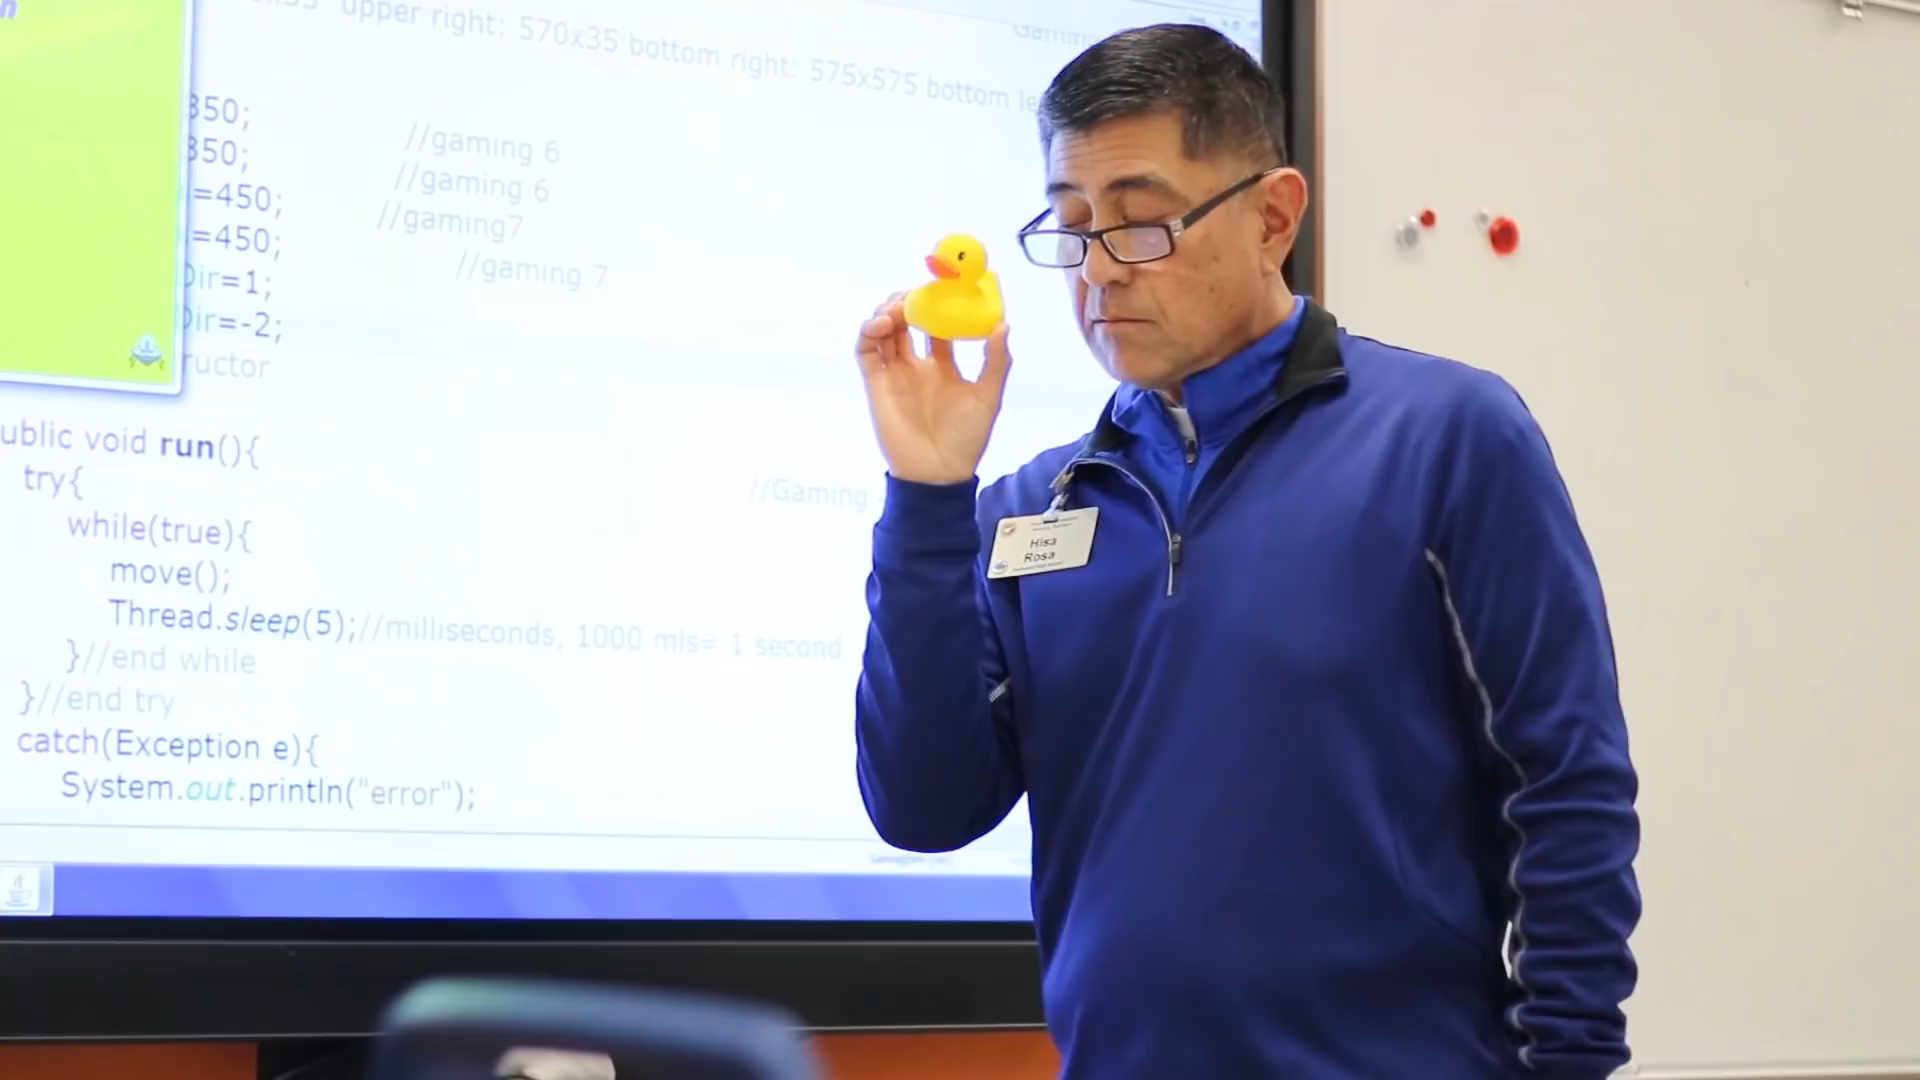 n
upper right: 570x35 bottom right: 575x575 bottom le
350; //gaming 6
350; //gaming 6
=450; //gaming7
=450; //gaming 7
Dir=1;
Dir=-2;
ructor
ublic void run(){
try{
while(true){ //Gaming
move();
Thread.sleep(5);//milliseconds, 1000 mis= 1 second
}//end while
}//end try
catch(Exception e){
System.out.println("error");
Hisa
Rosa